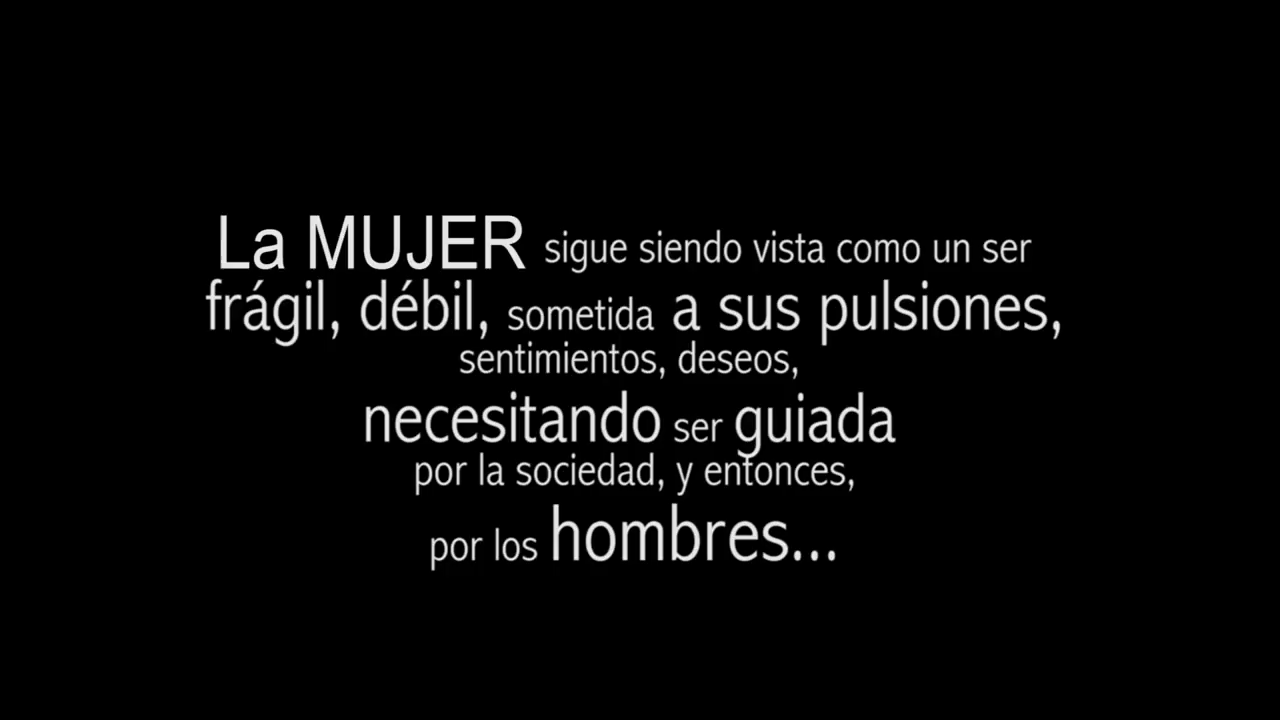 La MUJER sigue siendo vista como un ser
frágil, débil, sometida a sus pulsiones,
sentimientos, deseos,
necesitando ser guiada
por la sociedad, y entonces,
por los hombres...